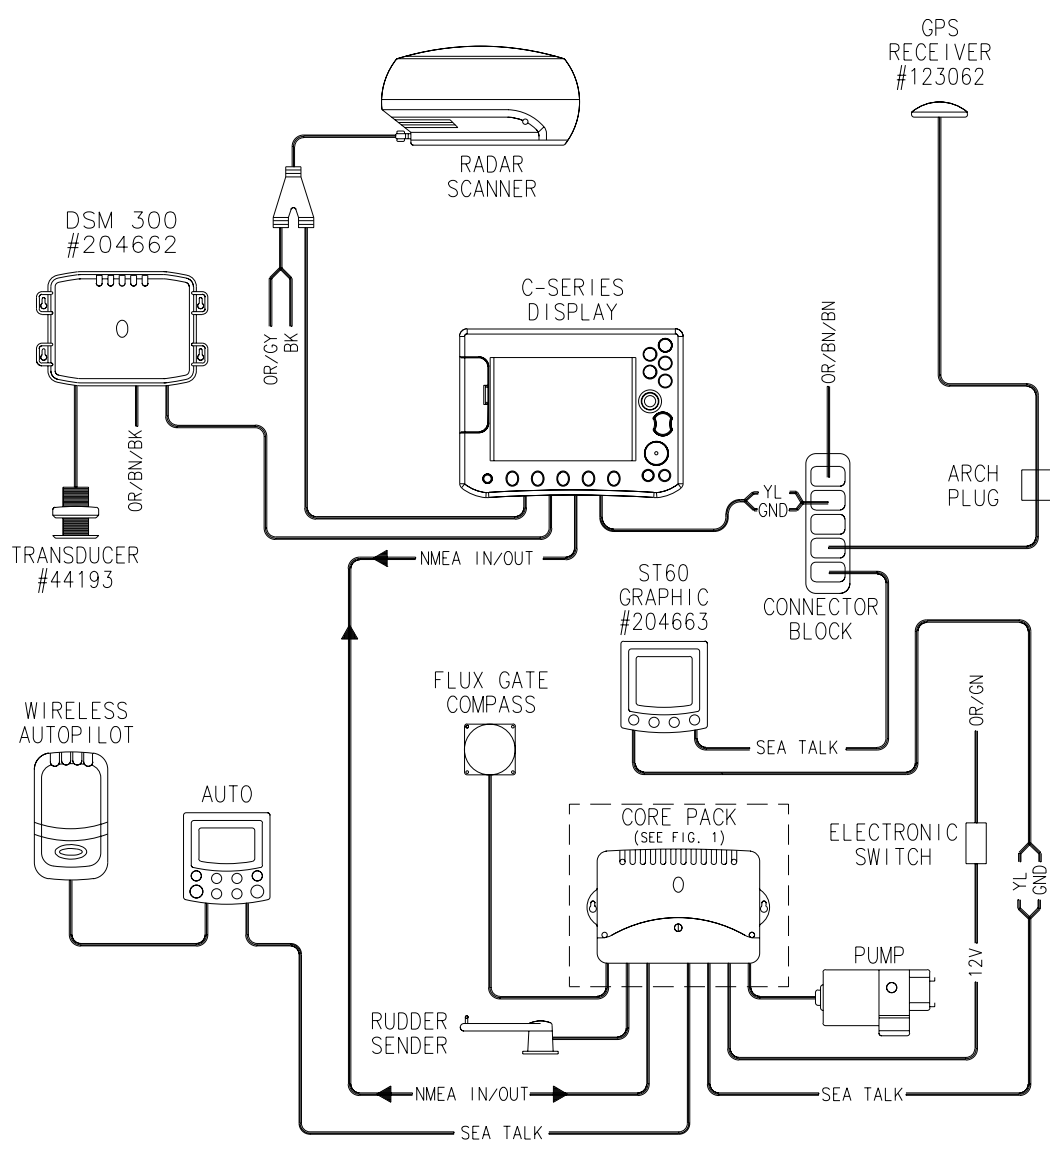 GPS
RECEIVER
#123062
RADAR
SCANNER
DSM 300
#204662
C-SERIES
DISPLAY
OR/GY
BK
OR/BN/BN
OR/BN/BK
ARCH
PLUG
YL
GND
TRANSDUCER
#44193
NMEA IN/OUT
ST60
GRAPHIC
#204663
CONNECTOR
BLOCK
FLUX GATE
COMPASS
OR/GN
WIRELESS
AUTOPILOT
SEA TALK
AUTO
CORE PACK
(SEE FIG. 1)
ELECTRONIC
SWITCH
YL
GND
12V
PUMP
RUDDER
SENDER
NMEA IN/OUT
SEA TALK
SEA TALK